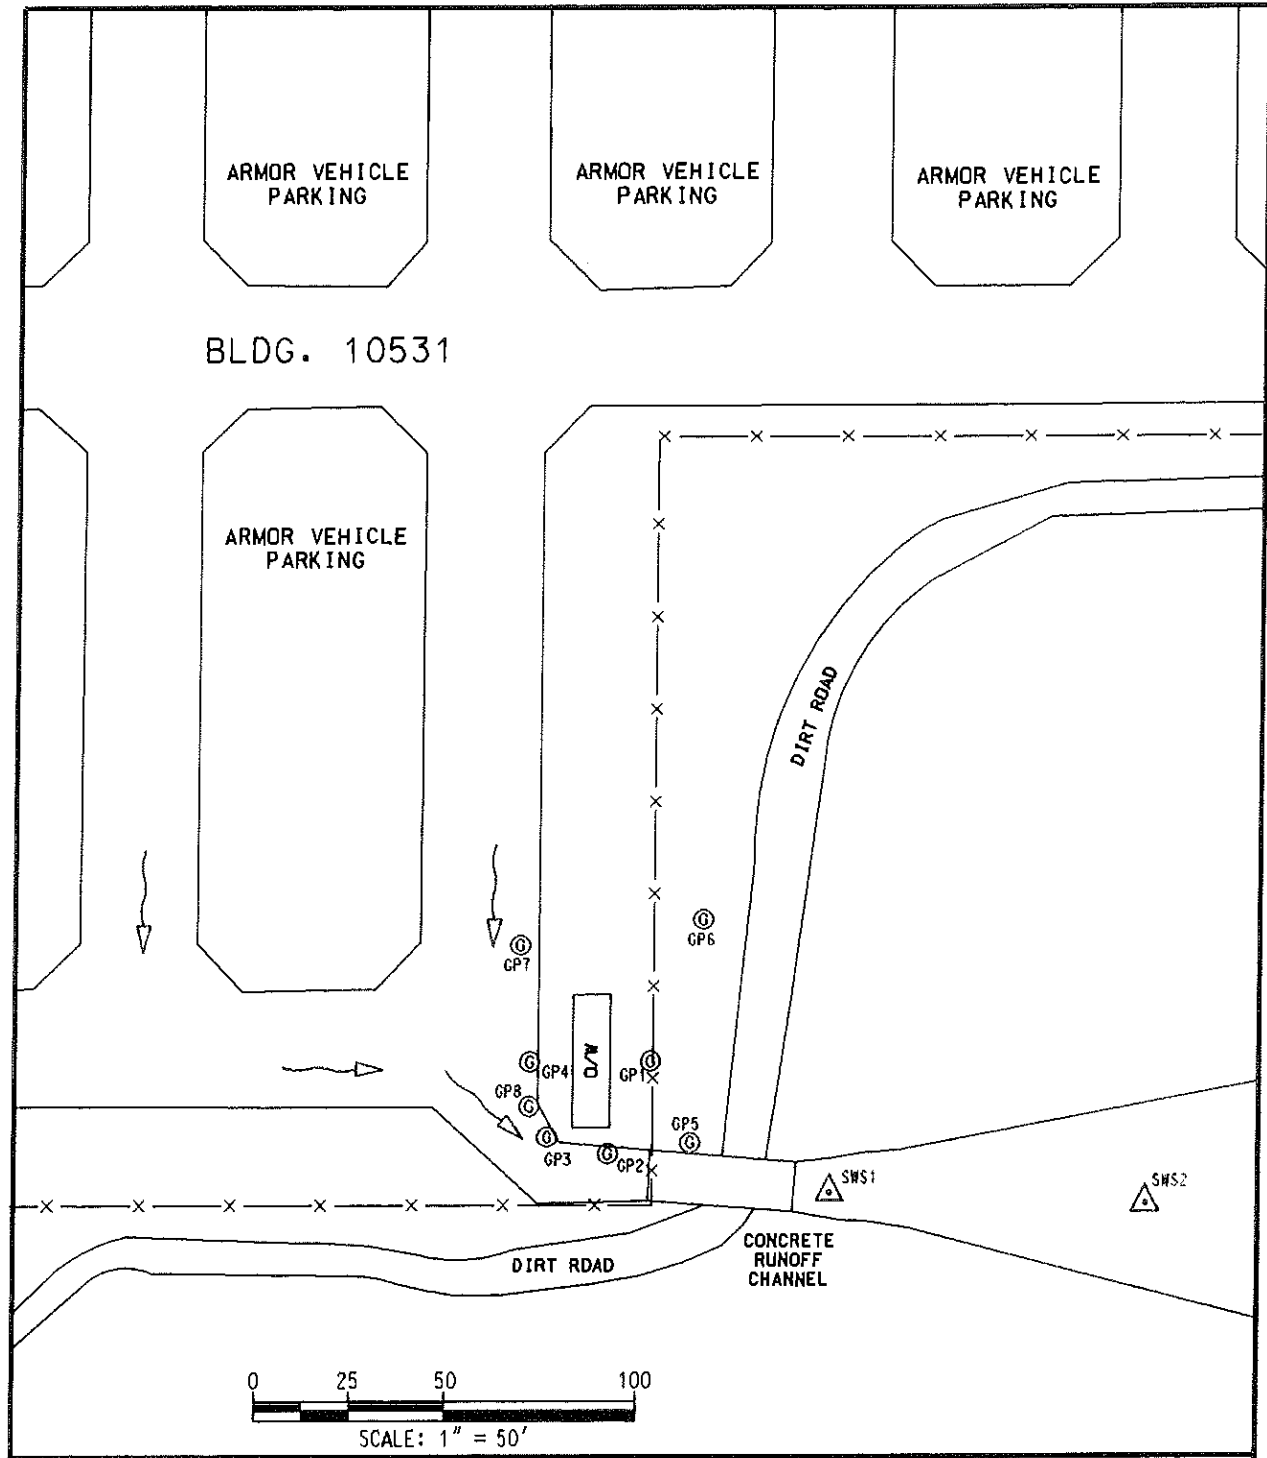 ARMOR VEHICLE
PARKING
ARMOR VEHICLE
PARKING
ARMOR VEHICLE
PARKING
BLDG. 10531
ARMOR VEHICLE
PARKING
DIRT ROAD
GP6
GP7
O/W
GP4
GP1
GP8
GP5
GP3
GP2
SWS1
SWS2
CONCRETE
RUNOFF
CHANNEL
DIRT ROAD
0 25 50 100
SCALE: 1" = 50'